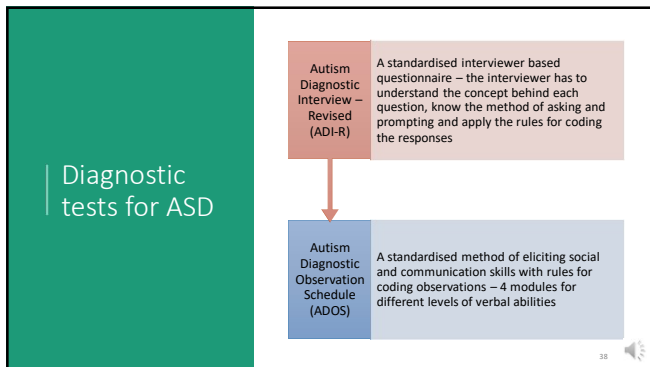 Diagnostic
tests for ASD
Autism
Diagnostic
Interview –
Revised
(ADI-R)
A standardised interviewer based
questionnaire – the interviewer has to
understand the concept behind each
question, know the method of asking and
prompting and apply the rules for coding
the responses
Autism
Diagnostic
Observation
Schedule
(ADOS)
A standardised method of eliciting social
and communication skills with rules for
coding observations – 4 modules for
different levels of verbal abilities
38